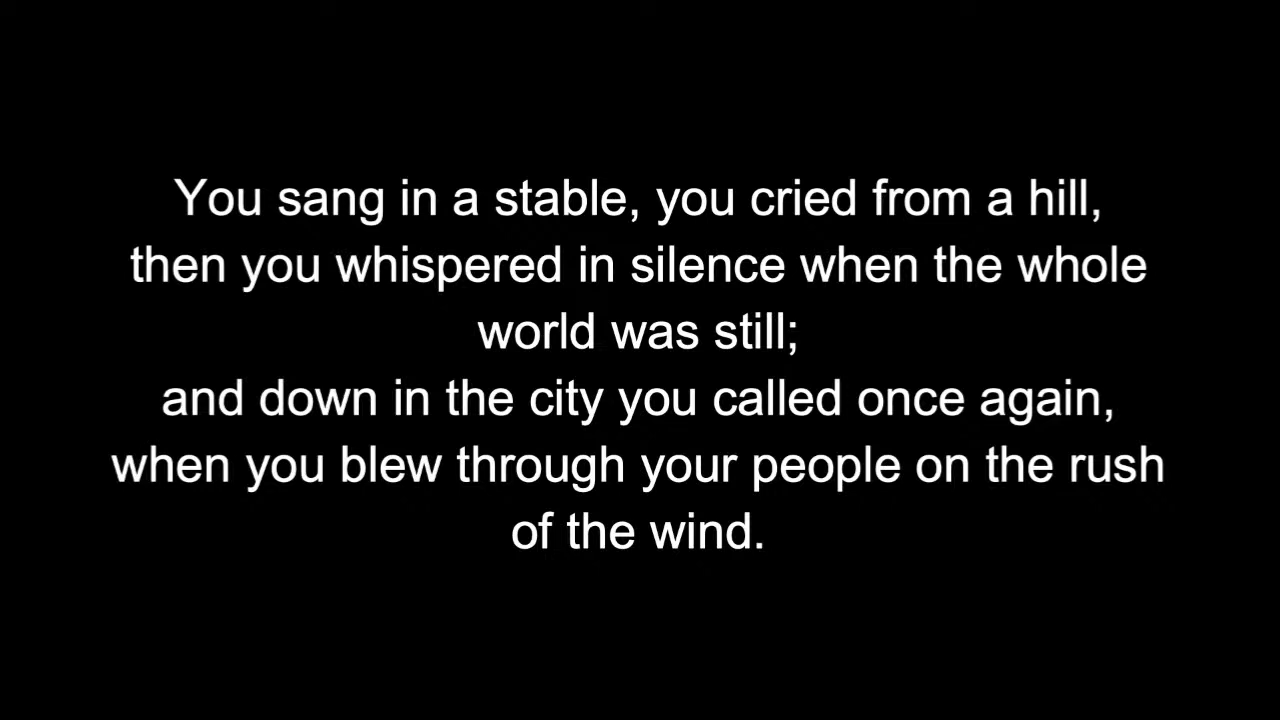 You sang in a stable, you cried from a hill,
then you whispered in silence when the whole
world was still;
and down in the city you called once again,
when you blew through your people on the rush
of the wind.